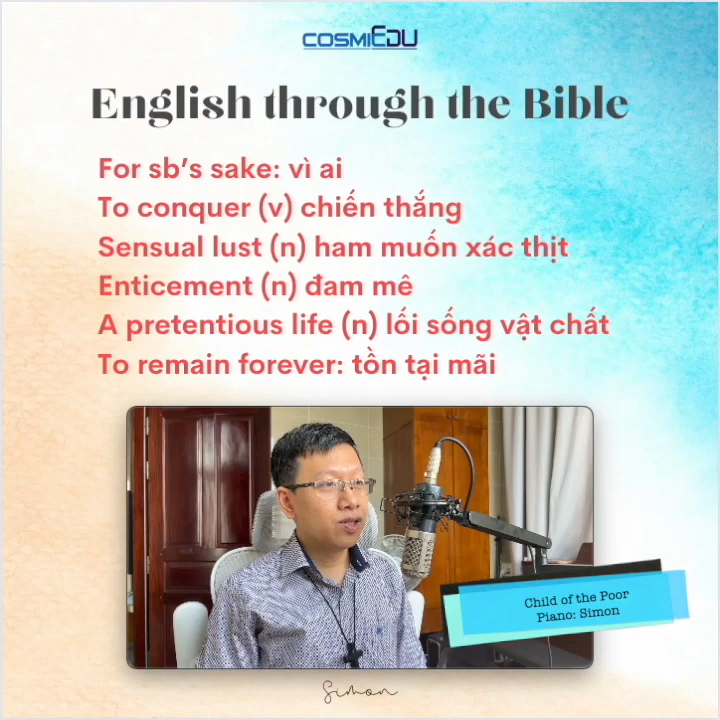 COSMIEDU
English through the Bible
For sb’s sake: vì ai
To conquer (v) chiến thắng
Sensual lust (n) ham muốn xác thịt
Enticement (n) đam mê
A pretentious life (n) lối sống vật chất
To remain forever: tồn tại mãi
Child of the Poor
Piano: Simon
Simon